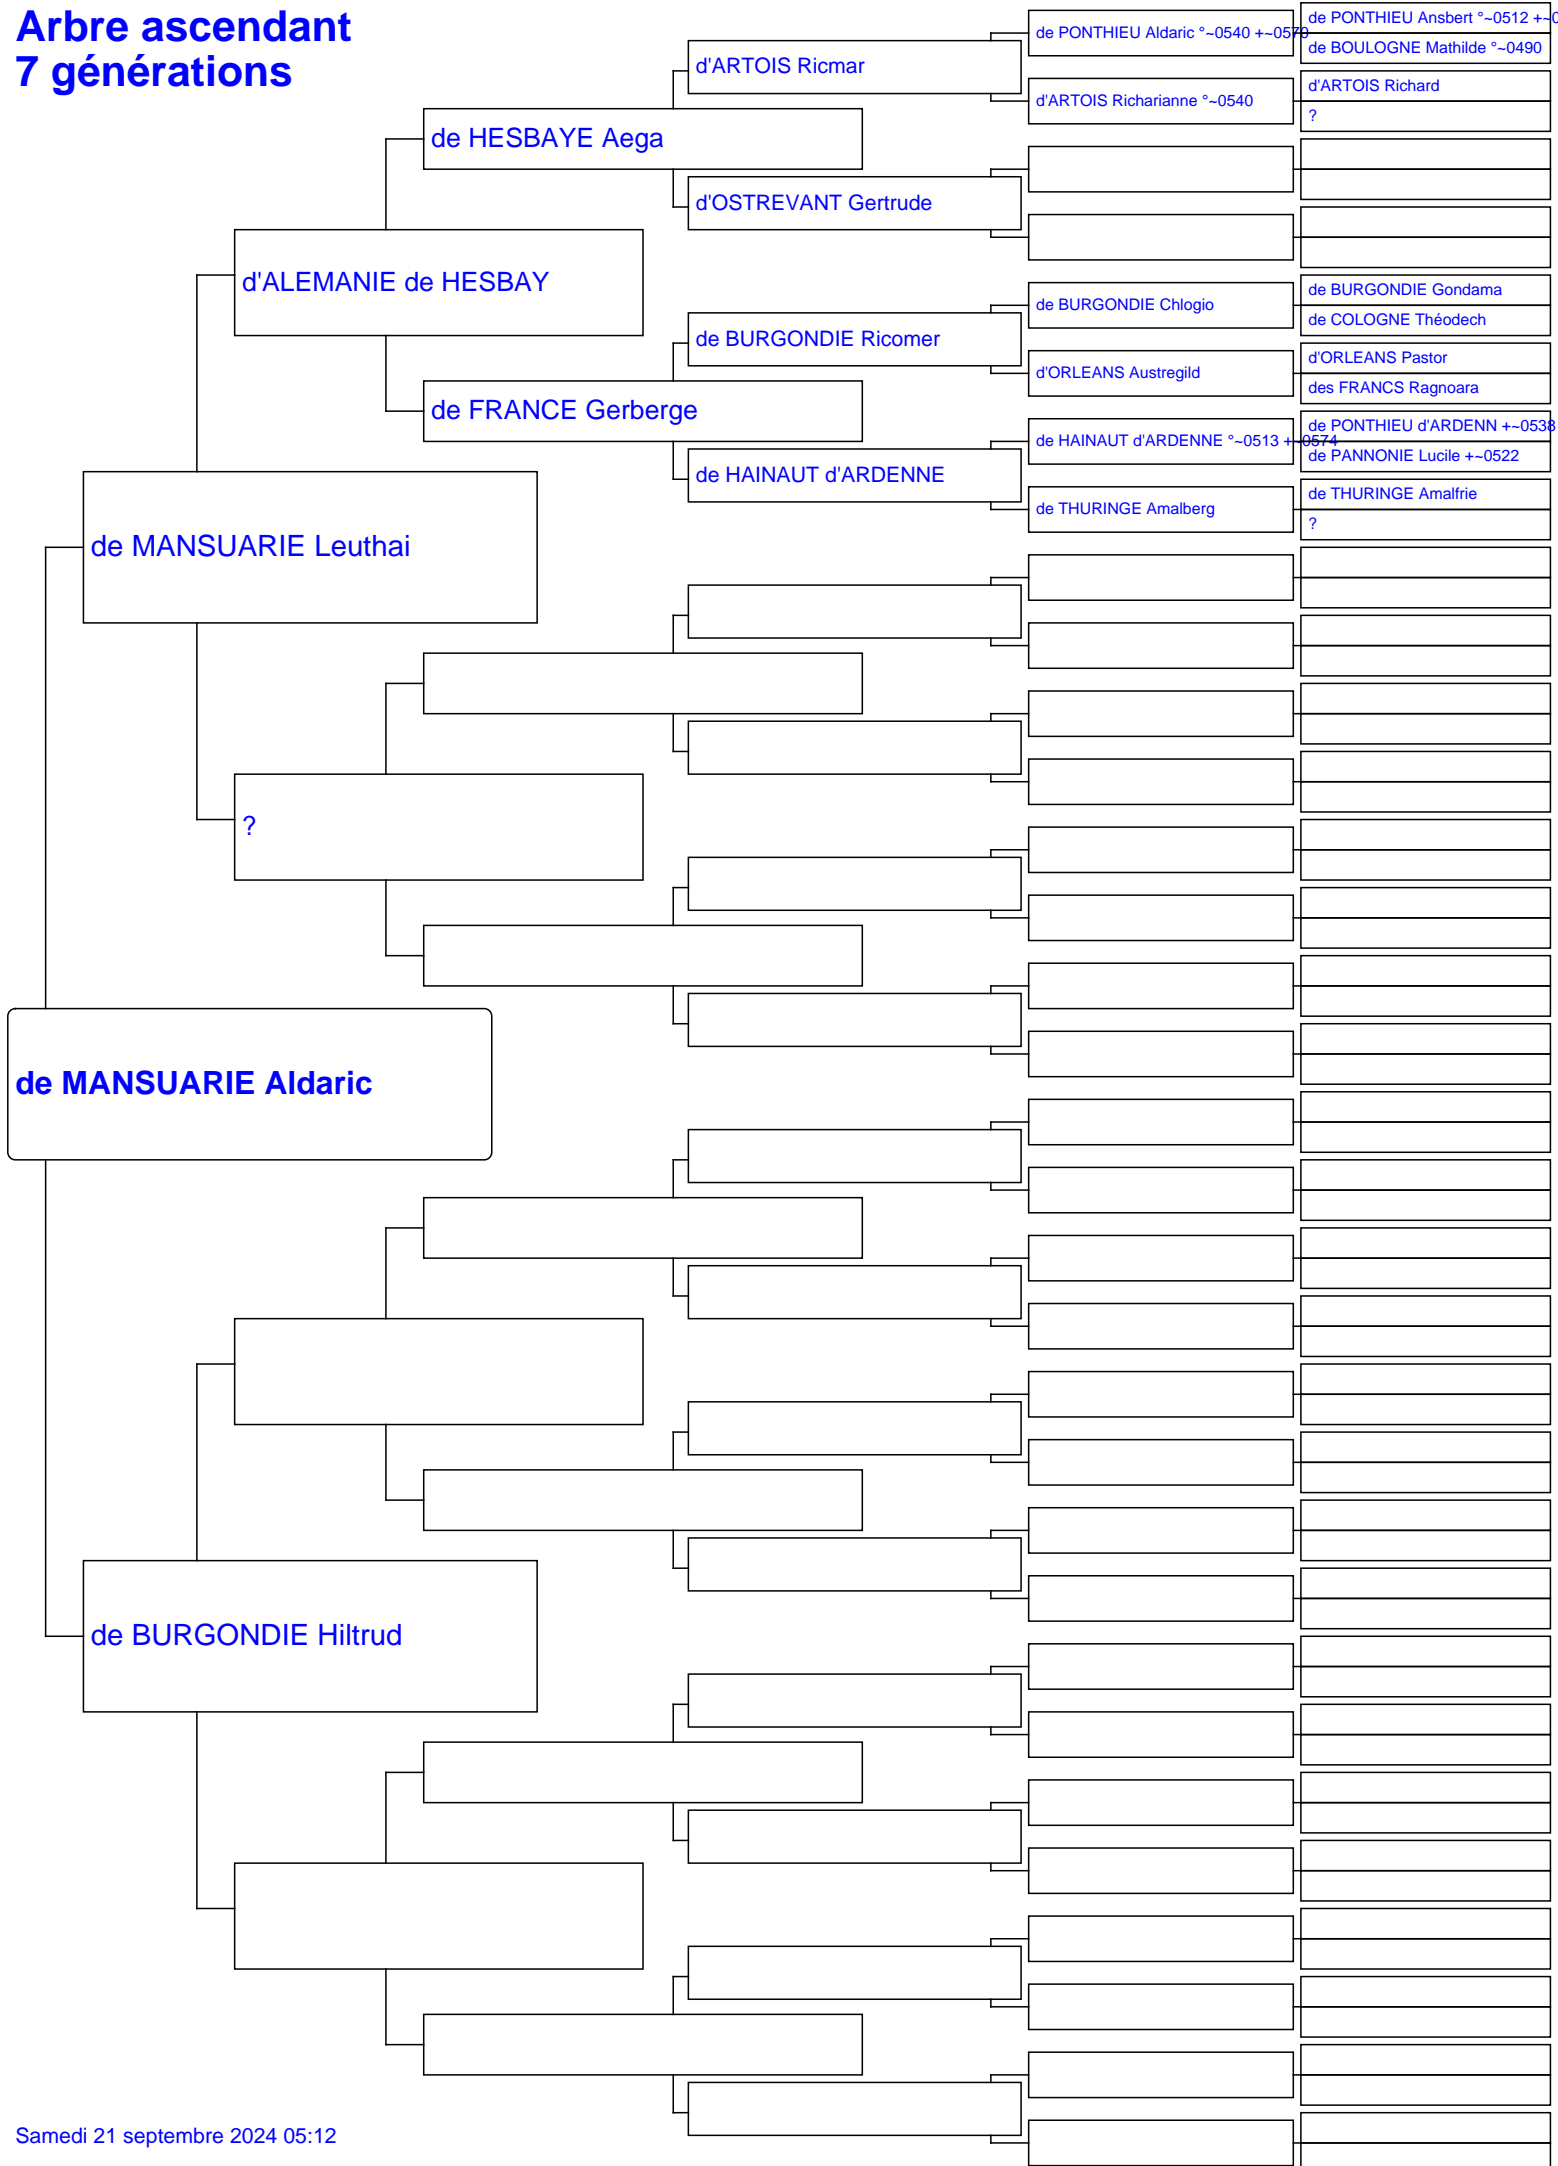 Arbre ascendant
7 générations
de PONTHIEU Ansbert °~0512 +~0
de PONTHIEU Aldaric °~0540 +~0570
de BOULOGNE Mathilde °~0490
d'ARTOIS Ricmar
d'ARTOIS Richard
d'ARTOIS Richarianne °~0540
?
de HESBAYE Aega
d'OSTREVANT Gertrude
d'ALEMANIE de HESBAY
de BURGONDIE Gondama
de BURGONDIE Chlogio
de COLOGNE Théodech
de BURGONDIE Ricomer
d'ORLEANS Pastor
d'ORLEANS Austregild
des FRANCS Ragnoara
de FRANCE Gerberge
de PONTHIEU d'ARDENN +~0538
de HAINAUT d'ARDENNE °~0513 +~0574
de PANNONIE Lucile +~0522
de HAINAUT d'ARDENNE
de THURINGE Amalfrie
de THURINGE Amalberg
?
de MANSUARIE Leuthai
?
de MANSUARIE Aldaric
de BURGONDIE Hiltrud
Samedi 21 septembre 2024 05:12